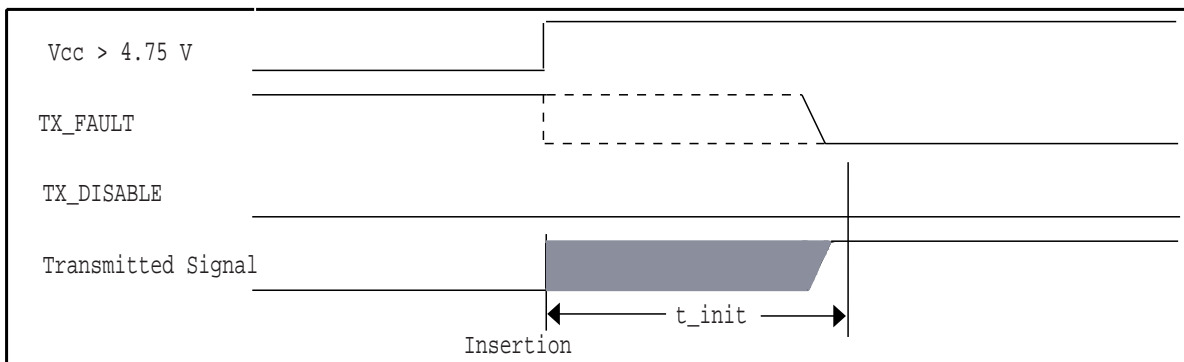 Vcc > 4.75 V
TX_FAULT
TX_DISABLE
Transmitted Signal
t_init
Insertion